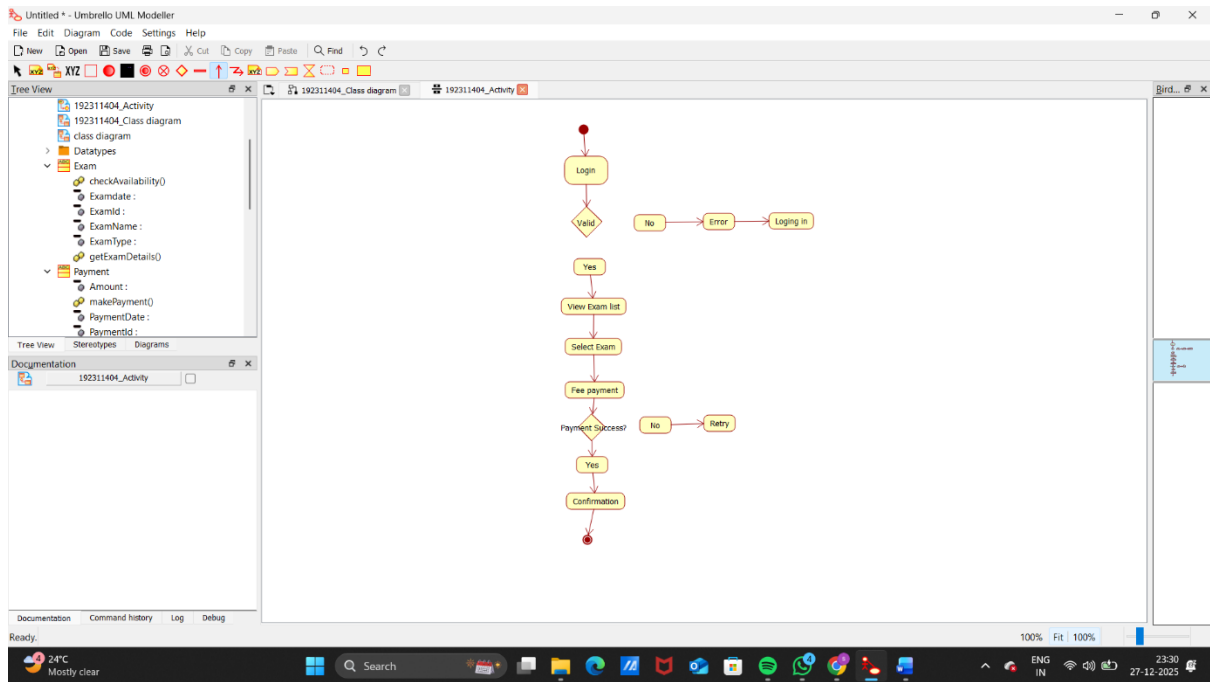 Untitled * - Umbrello UML Modeller
File Edit Diagram Code Settings Help
New Open Save Cut Copy Paste Find
XYZ XYZ XYZ
Tree View
192311404_Class diagram 192311404_Activity
Bird...
192311404_Activity
192311404_Class diagram
class diagram
Datatypes
Exam
checkAvailability()
Examdate :
ExamId :
ExamName :
ExamType :
getExamDetails()
Payment
Amount :
makePayment()
PaymentDate :
PaymentId :
Tree View Stereotypes Diagrams
Documentation
192311404_Activity
Login
Valid No Error Loging in
Yes
View Exam list
Select Exam
Fee payment
Payment Success? No Retry
Yes
Confirmation
Documentation Command history Log Debug
Ready. 100% Fit 100%
4 24°C
Mostly clear
Search
4
ENG
IN
23:30
27-12-2025